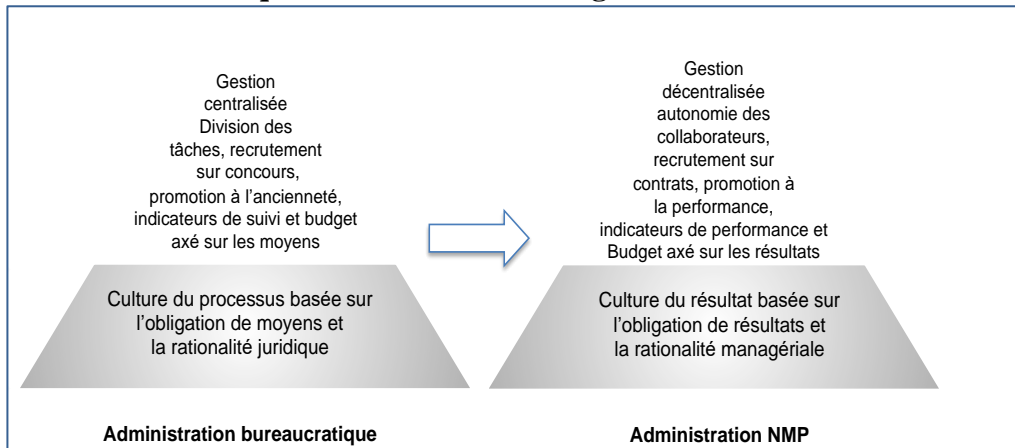 Gestion
centralisée
Division des
tâches, recrutement
sur concours,
promotion à l’ancienneté,
indicateurs de suivi et budget
axé sur les moyens
Culture du processus basée sur
l’obligation de moyens et
la rationalité juridique
Administration bureaucratique
Gestion
décentralisée
autonomie des
collaborateurs,
recrutement sur
contrats, promotion à
la performance,
indicateurs de performance et
Budget axé sur les résultats
Culture du résultat basée sur
l’obligation de résultats et
la rationalité managériale
Administration NMP